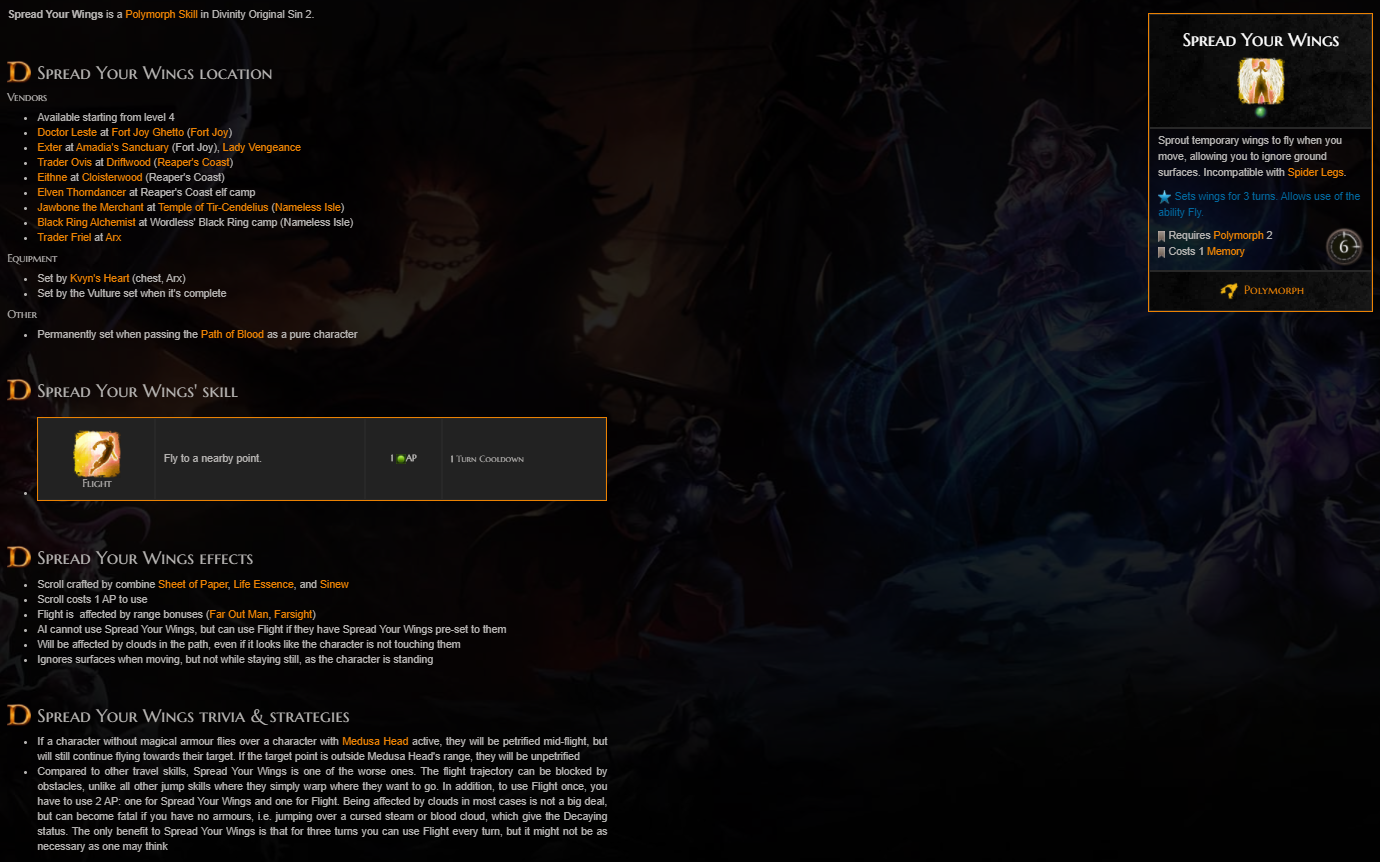 Spread Your Wings is a Polymorph Skill in Divinity Original Sin 2.
Spread Your Wings location
Vendors
Available starting from level 4
Doctor Leste at Fort Joy Ghetto (Fort Joy)
Exter at Amadia's Sanctuary (Fort Joy), Lady Vengeance
Trader Ovis at Driftwood (Reaper's Coast)
Eithne at Cloisterwood (Reaper's Coast)
Elven Thorndancer at Reaper's Coast elf camp
Jawbone the Merchant at Temple of Tir-Cendelius (Nameless Isle)
Black Ring Alchemist at Wordless' Black Ring camp (Nameless Isle)
Trader Friel at Arx
Equipment
Set by Kvyn's Heart (chest, Arx)
Set by the Vulture set when it's complete
Other
Permanently set when passing the Path of Blood as a pure character
Spread Your Wings' skill
Flight
Fly to a nearby point.
1 AP
1 Turn Cooldown
Spread Your Wings effects
Scroll crafted by combine Sheet of Paper, Life Essence, and Sinew
Scroll costs 1 AP to use
Flight is affected by range bonuses (Far Out Man, Farsight)
AI cannot use Spread Your Wings, but can use Flight if they have Spread Your Wings pre-set to them
Will be affected by clouds in the path, even if it looks like the character is not touching them
Ignores surfaces when moving, but not while staying still, as the character is standing
Spread Your Wings trivia & strategies
If a character without magical armour flies over a character with Medusa Head active, they will be petrified mid-flight, but
will still continue flying towards their target. If the target point is outside Medusa Head's range, they will be unpetrified
Compared to other travel skills, Spread Your Wings is one of the worse ones. The flight trajectory can be blocked by
obstacles, unlike all other jump skills where they simply warp where they want to go. In addition, to use Flight once, you
have to use 2 AP: one for Spread Your Wings and one for Flight. Being affected by clouds in most cases is not a big deal,
but can become fatal if you have no armours, i.e. jumping over a cursed steam or blood cloud, which give the Decaying
status. The only benefit to Spread Your Wings is that for three turns you can use Flight every turn, but it might not be as
necessary as one may think
Spread Your Wings
Sprout temporary wings to fly when you
move, allowing you to ignore ground
surfaces. Incompatible with Spider Legs.
Sets wings for 3 turns. Allows use of the
ability Fly.
Requires Polymorph 2
Costs 1 Memory
6
Polymorph